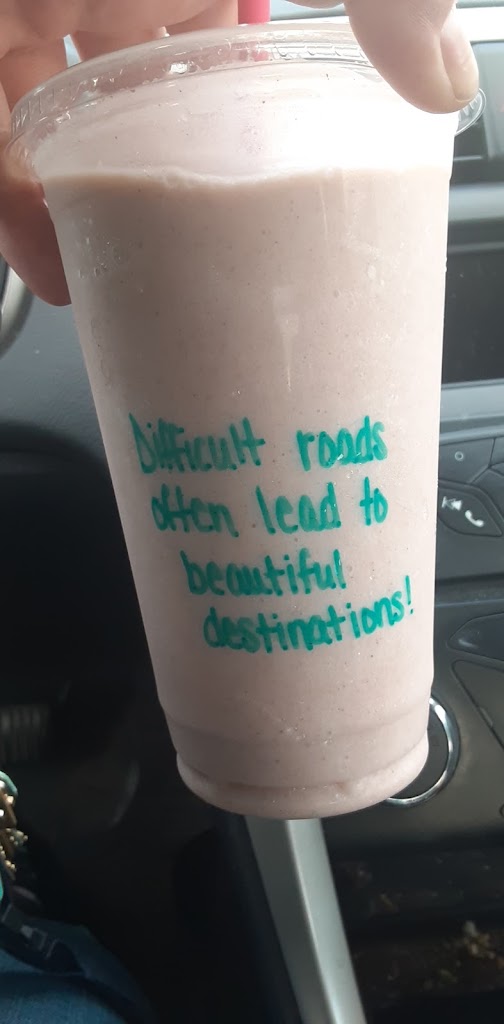 Difficult roads
often lead to
beautiful
destinations!